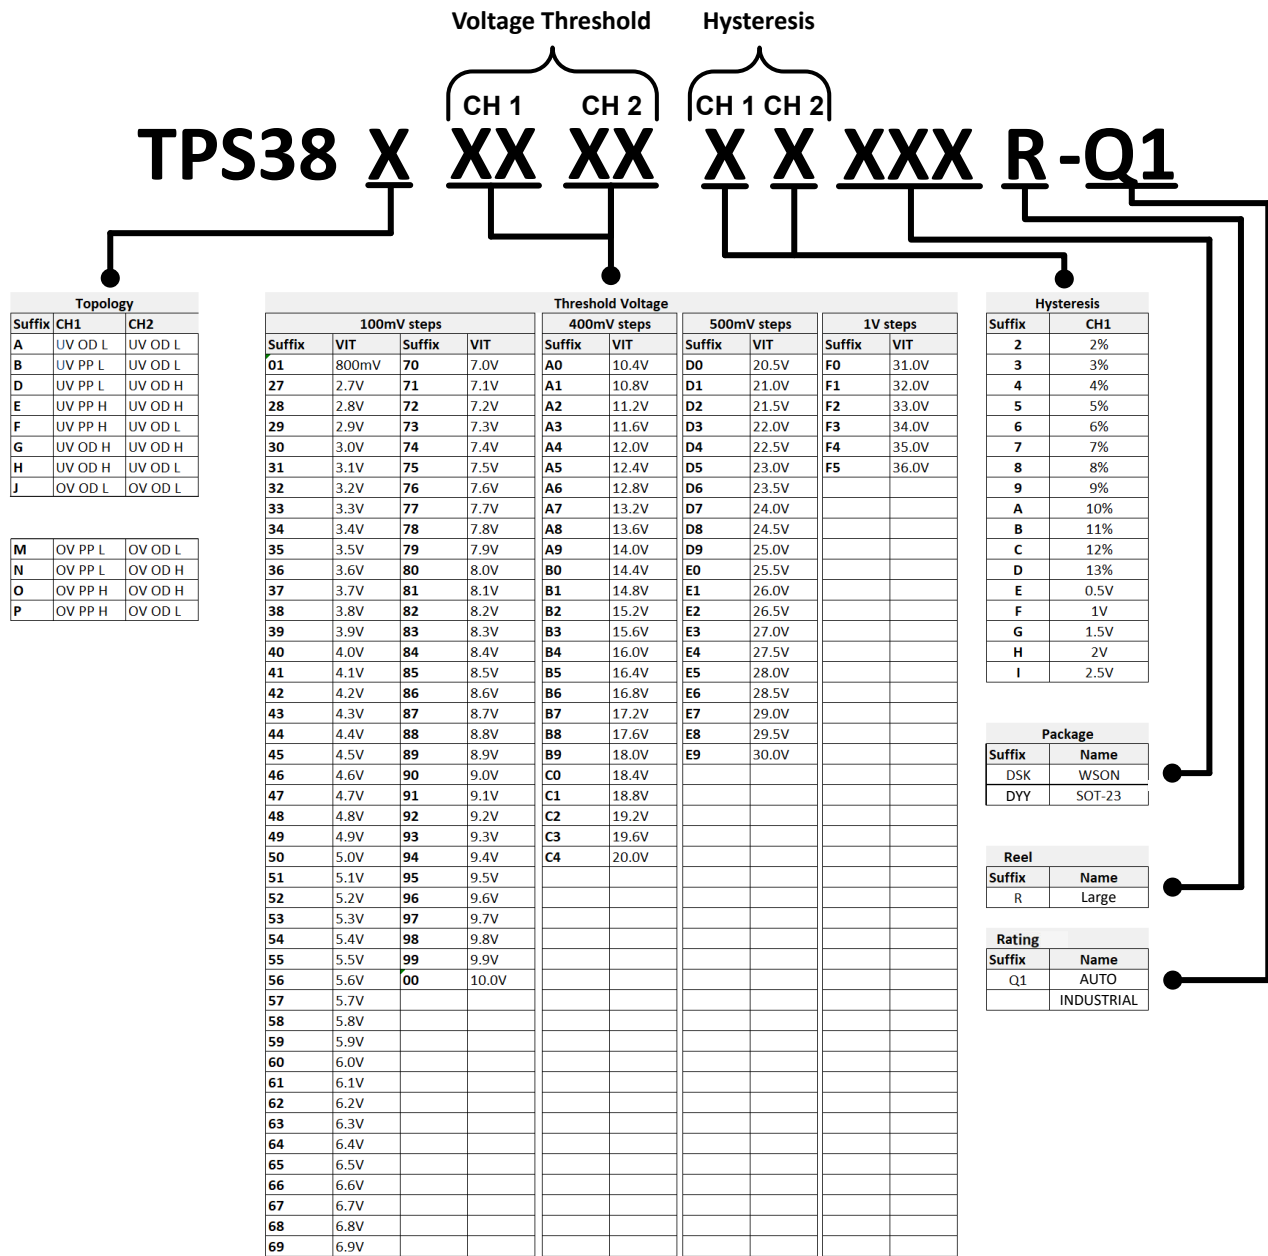 Voltage Threshold Hysteresis
CH 1 CH 2 CH 1 CH 2
TPS38 X XX XX X X XXX R -Q1
Topology
Suffix CH1 CH2
A UV OD L UV OD L
B UV PP L UV OD L
D UV PP L UV OD H
E UV PP H UV OD H
F UV PP H UV OD L
G UV OD H UV OD H
H UV OD H UV OD L
J OV OD L OV OD L
M OV PP L OV OD L
N OV PP L OV OD H
O OV PP H OV OD H
P OV PP H OV OD L
Threshold Voltage
100mV steps 400mV steps 500mV steps 1V steps
Suffix VIT Suffix VIT Suffix VIT Suffix VIT Suffix VIT
01 800mV 70 7.0V A0 10.4V D0 20.5V F0 31.0V
27 2.7V 71 7.1V A1 10.8V D1 21.0V F1 32.0V
28 2.8V 72 7.2V A2 11.2V D2 21.5V F2 33.0V
29 2.9V 73 7.3V A3 11.6V D3 22.0V F3 34.0V
30 3.0V 74 7.4V A4 12.0V D4 22.5V F4 35.0V
31 3.1V 75 7.5V A5 12.4V D5 23.0V F5 36.0V
32 3.2V 76 7.6V A6 12.8V D6 23.5V
33 3.3V 77 7.7V A7 13.2V D7 24.0V
34 3.4V 78 7.8V A8 13.6V D8 24.5V
35 3.5V 79 7.9V A9 14.0V D9 25.0V
36 3.6V 80 8.0V B0 14.4V E0 25.5V
37 3.7V 81 8.1V B1 14.8V E1 26.0V
38 3.8V 82 8.2V B2 15.2V E2 26.5V
39 3.9V 83 8.3V B3 15.6V E3 27.0V
40 4.0V 84 8.4V B4 16.0V E4 27.5V
41 4.1V 85 8.5V B5 16.4V E5 28.0V
42 4.2V 86 8.6V B6 16.8V E6 28.5V
43 4.3V 87 8.7V B7 17.2V E7 29.0V
44 4.4V 88 8.8V B8 17.6V E8 29.5V
45 4.5V 89 8.9V B9 18.0V E9 30.0V
46 4.6V 90 9.0V C0 18.4V
47 4.7V 91 9.1V C1 18.8V
48 4.8V 92 9.2V C2 19.2V
49 4.9V 93 9.3V C3 19.6V
50 5.0V 94 9.4V C4 20.0V
51 5.1V 95 9.5V
52 5.2V 96 9.6V
53 5.3V 97 9.7V
54 5.4V 98 9.8V
55 5.5V 99 9.9V
56 5.6V 00 10.0V
57 5.7V
58 5.8V
59 5.9V
60 6.0V
61 6.1V
62 6.2V
63 6.3V
64 6.4V
65 6.5V
66 6.6V
67 6.7V
68 6.8V
69 6.9V
Hysteresis
Suffix CH1
2 2%
3 3%
4 4%
5 5%
6 6%
7 7%
8 8%
9 9%
A 10%
B 11%
C 12%
D 13%
E 0.5V
F 1V
G 1.5V
H 2V
I 2.5V
Package
Suffix Name
DSK WSON
DYY SOT-23
Reel
Suffix Name
R Large
Rating
Suffix Name
Q1 AUTO
INDUSTRIAL